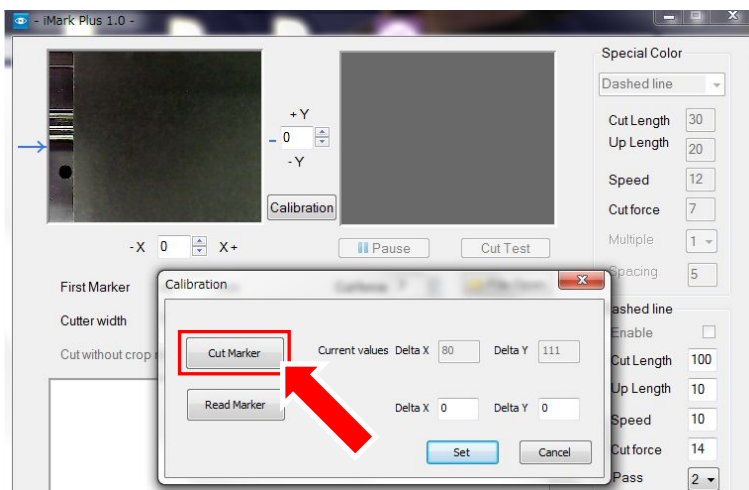 - iMark Plus 1.0 -
Special Color
Dashed line
+ Y
- 0
- Y
Calibration
Cut Length 30
Up Length 20
Speed 12
Cut force 7
Multiple 1
Spacing 5
-X 0 X+
Pause Cut Test
First Marker
Cutter width
Cut without crop
Calibration
Cut Marker Current values Delta X 80 Delta Y 111
Read Marker Delta X 0 Delta Y 0
Set Cancel
ashed line
Enable
Cut Length 100
Up Length 10
Speed 10
Cut force 14
Pass 2